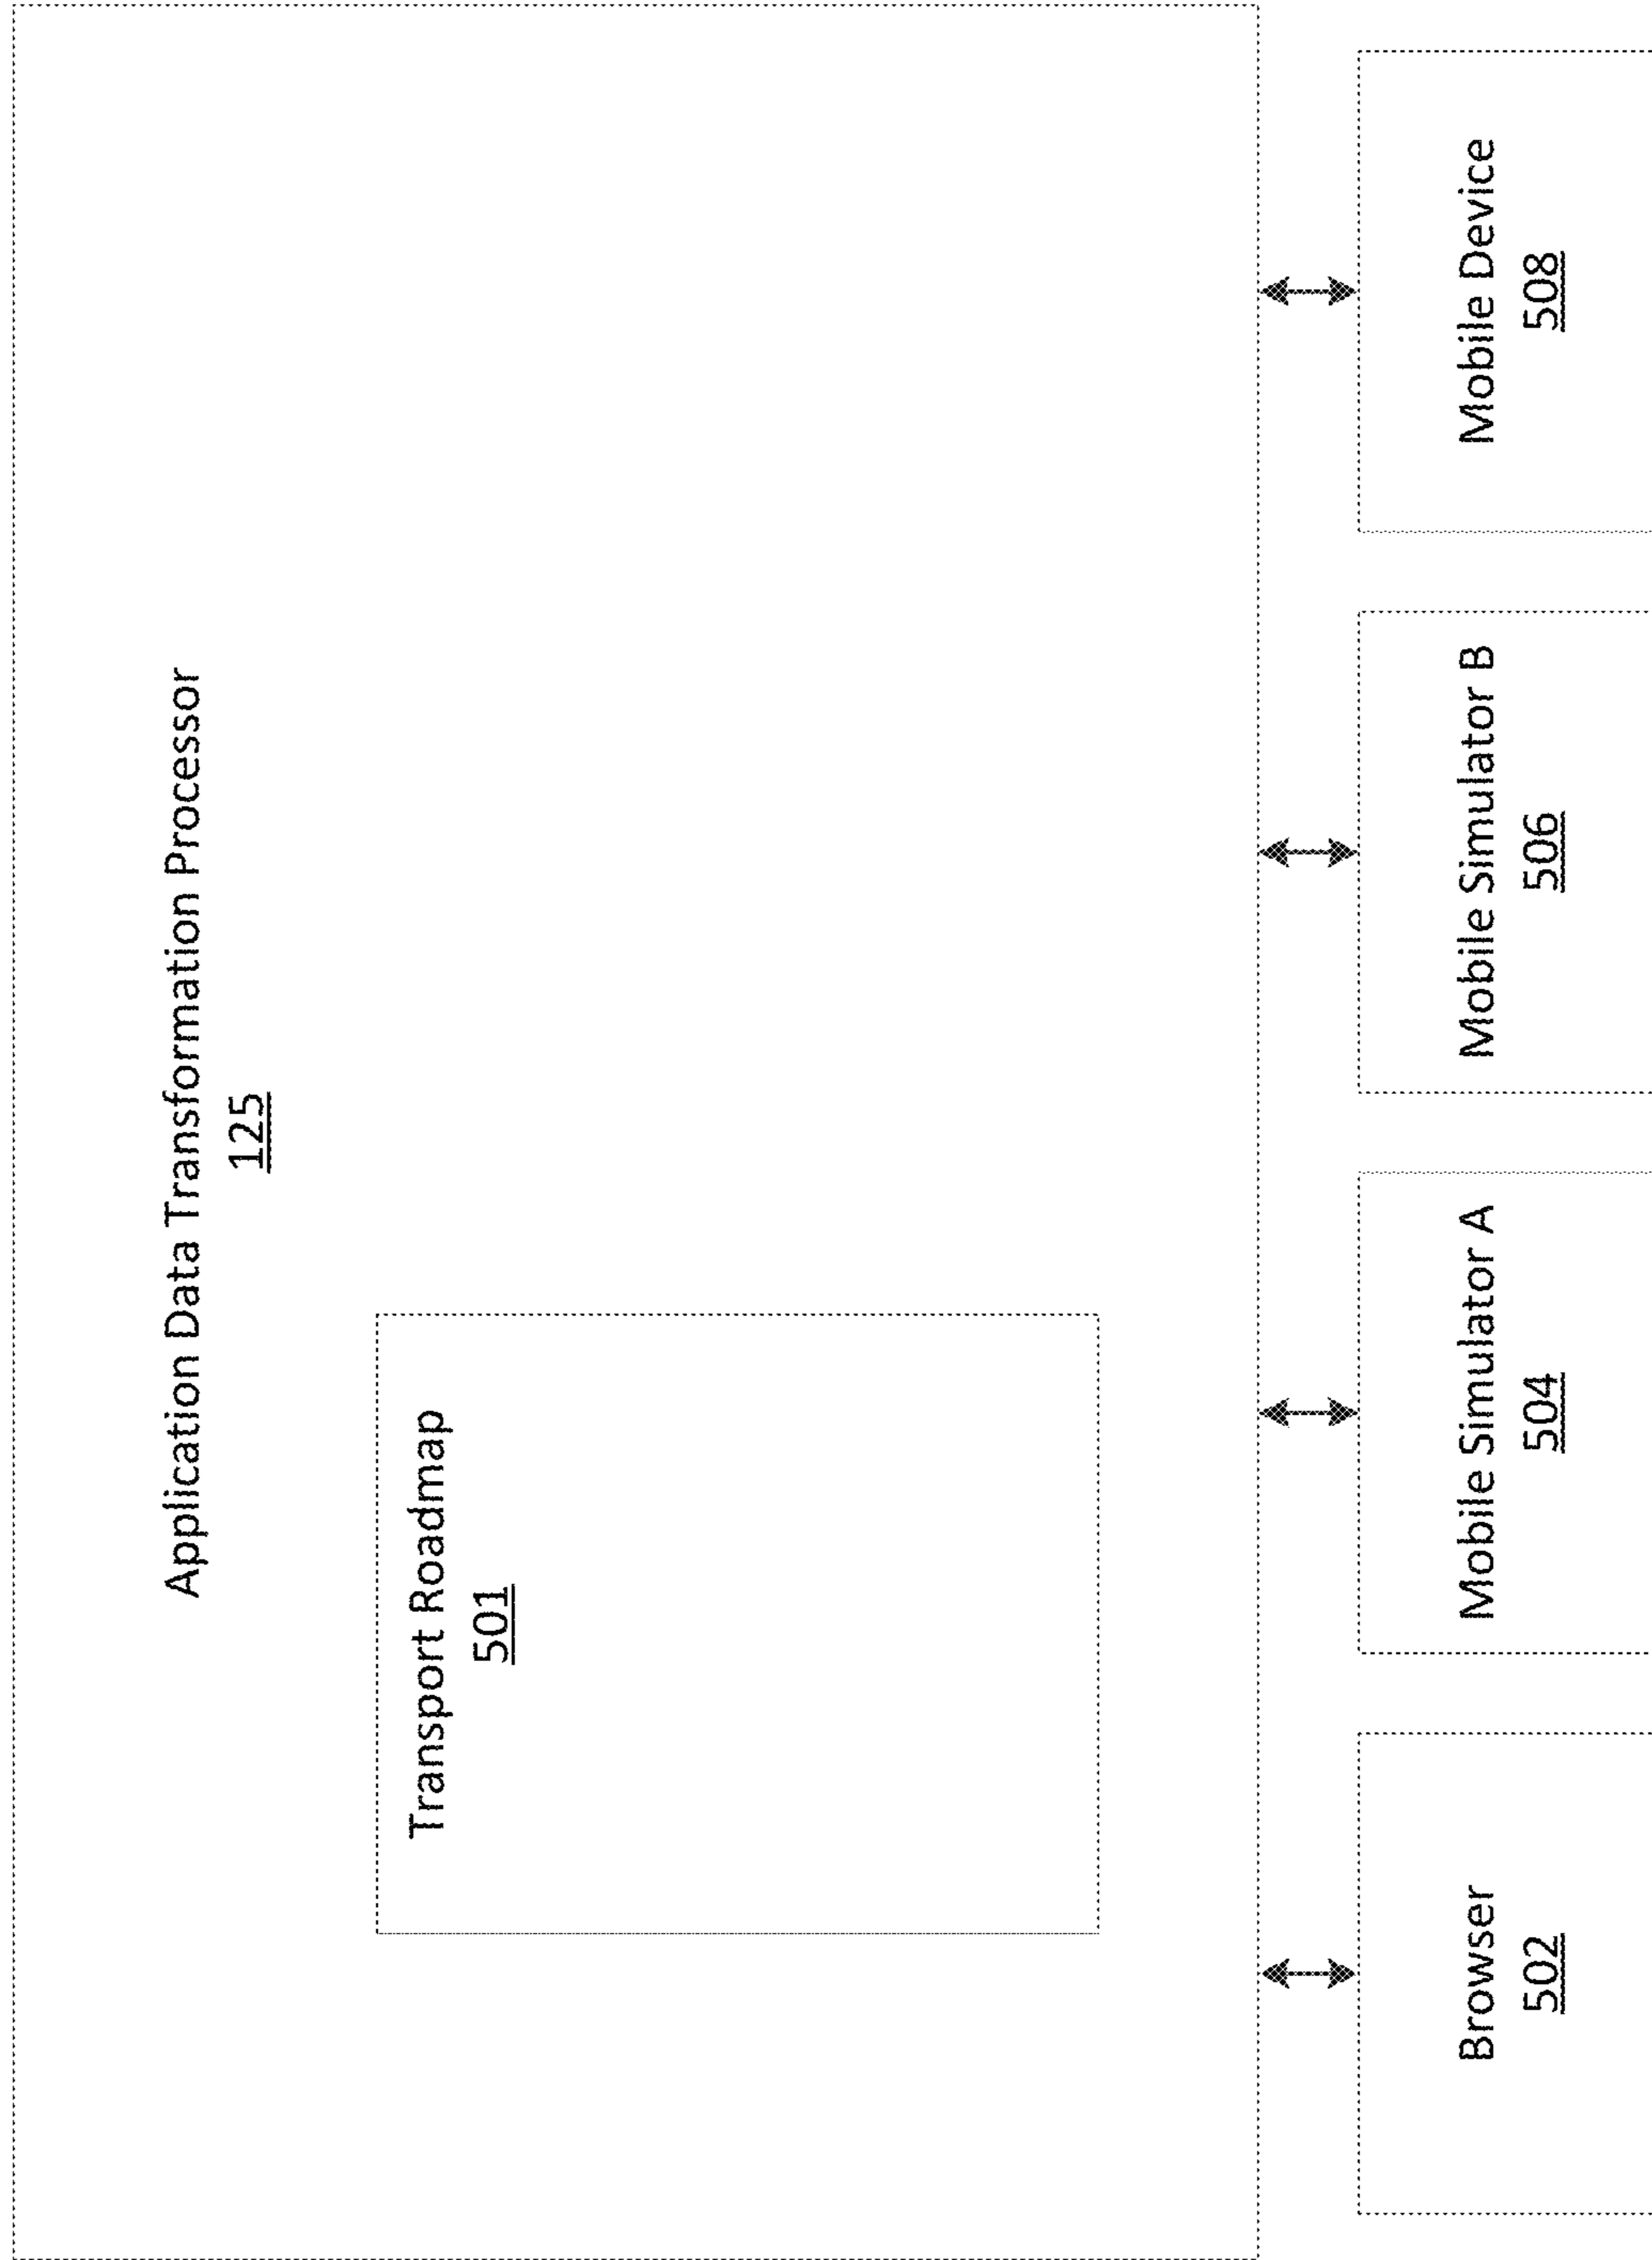 Application Data Transformation Processor
125
Transport Roadmap
501
Browser
502
Mobile Simulator A
504
Mobile Simulator B
506
Mobile Device
508